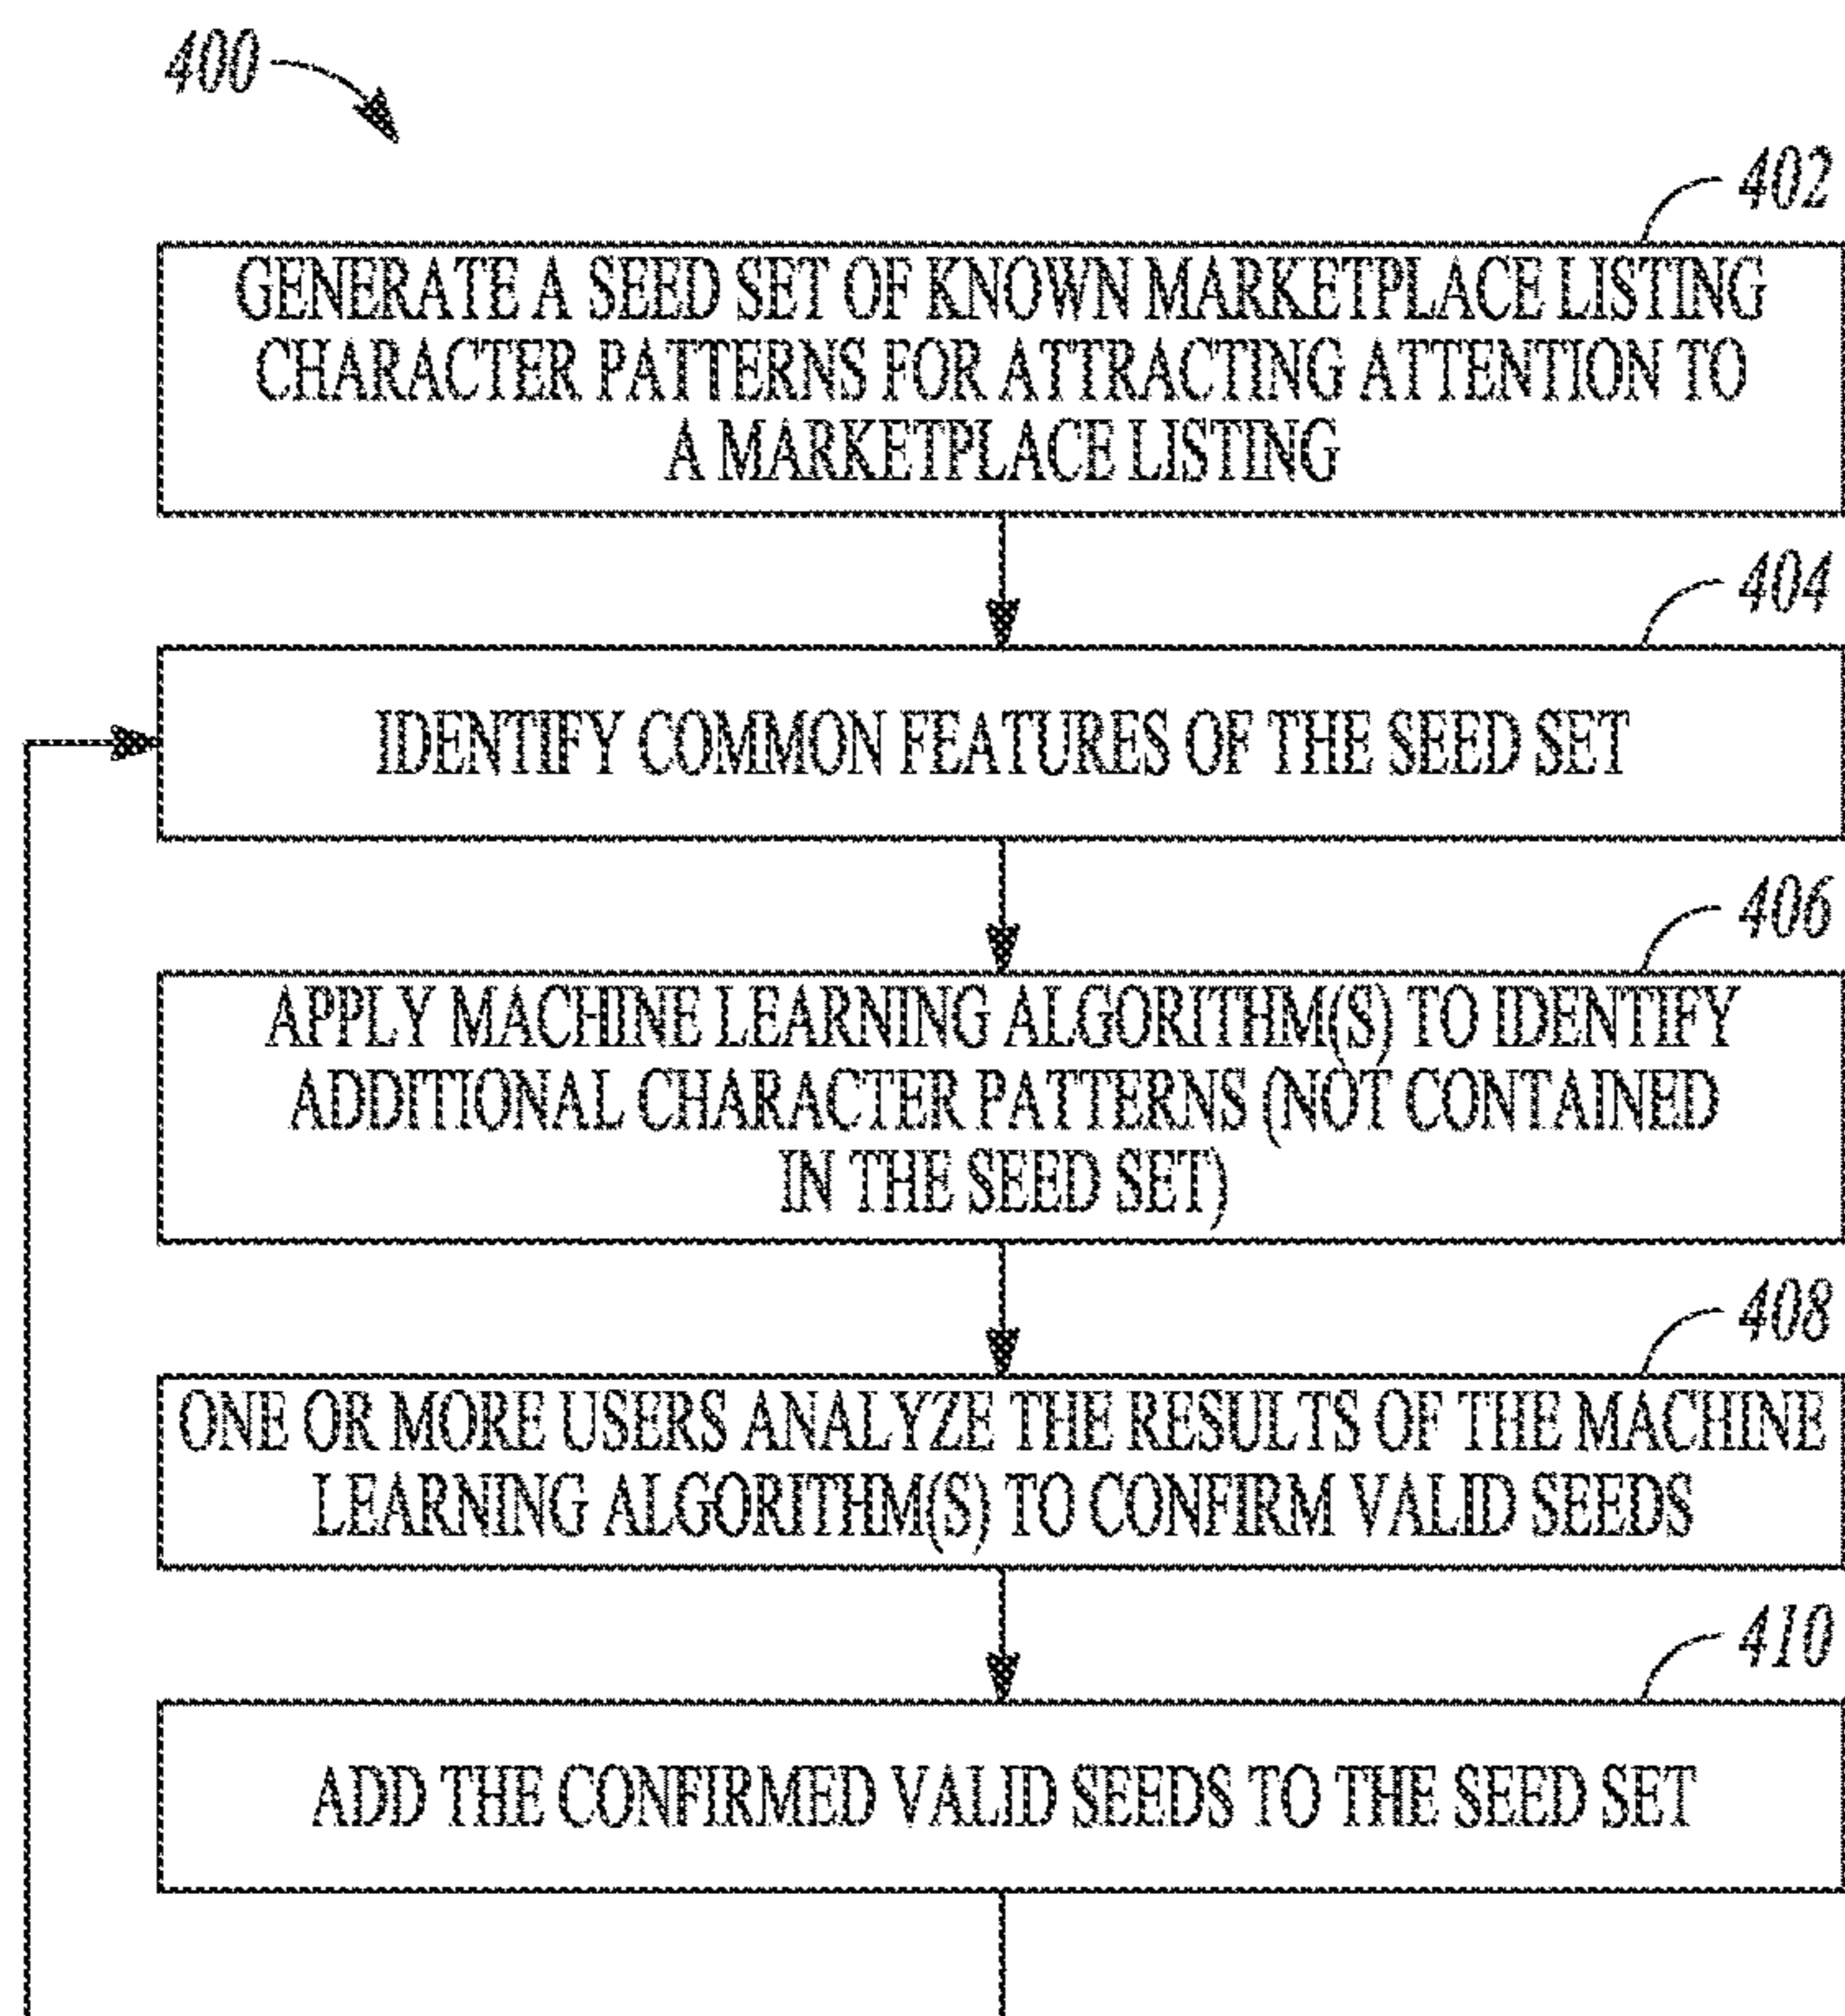 400
402
GENERATE A SEED SET OF KNOWN MARKETPLACE LISTING
CHARACTER PATTERNS FOR ATTRACTING ATTENTION TO
A MARKETPLACE LISTING
404
IDENTIFY COMMON FEATURES OF THE SEED SET
406
APPLY MACHINE LEARNING ALGORITHM(S) TO IDENTIFY
ADDITIONAL CHARACTER PATTERNS (NOT CONTAINED
IN THE SEED SET)
408
ONE OR MORE USERS ANALYZE THE RESULTS OF THE MACHINE
LEARNING ALGORITHM(S) TO CONFIRM VALID SEEDS
410
ADD THE CONFIRMED VALID SEEDS TO THE SEED SET